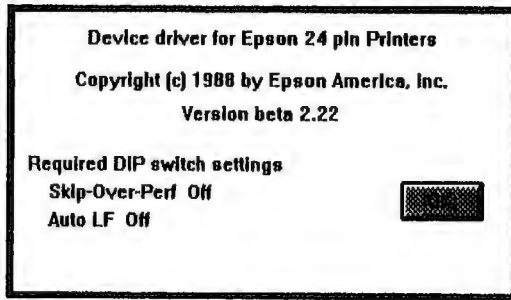 Device driver for Epson 24 pin Printers
Copyright (c) 1988 by Epson America, Inc.
Version beta 2.22
Required DIP switch settings
Skip-Over-Perf Off
Auto LF Off